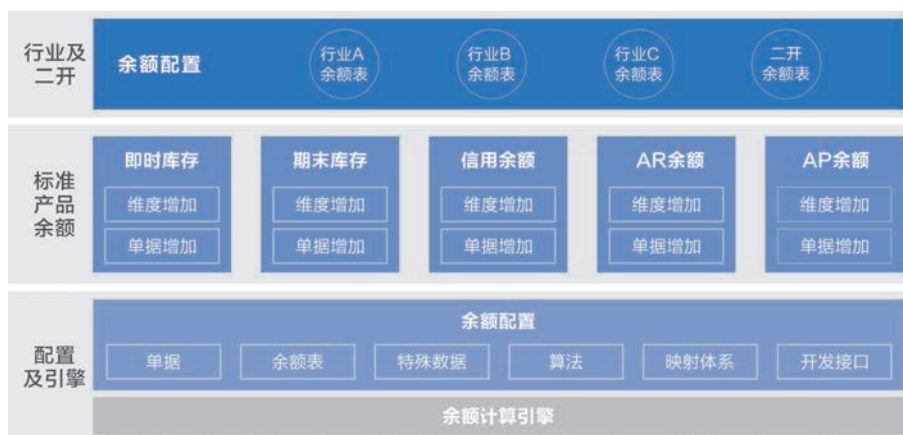 行业及
二开
余额配置
行业A
余额表
行业B
余额表
行业C
余额表
二开
余额表
标准
产品
余额
即时库存
维度增加
单据增加
期末库存
维度增加
单据增加
信用余额
维度增加
单据增加
AR余额
维度增加
单据增加
AP余额
维度增加
单据增加
配置
及引擎
余额配置
单据
余额表
特殊数据
算法
映射体系
开发接口
余额计算引擎